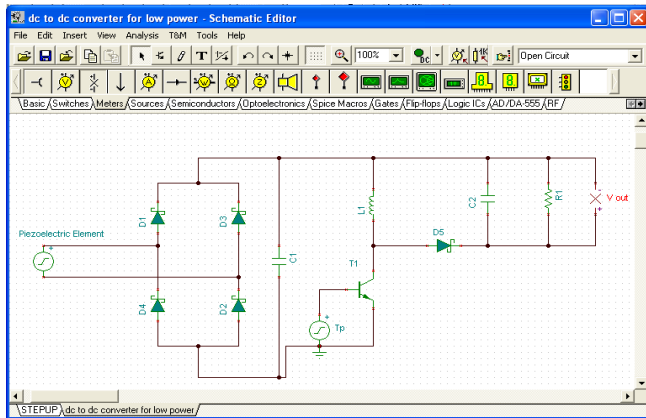 dc to dc converter for low power - Schematic Editor
File Edit Insert View Analysis T&M Tools Help
T 100% DC 1K Open Circuit
Basic Switches Meters Sources Semiconductors Optoelectronics Spice Macros Gates Flip-flops Logic ICs AD/DA-555 RF
D1
D3
L1
C2
R1
V out
Piezoelectric Element
D5
C1
T1
D4
D2
Tp
STEPUP dc to dc converter for low power